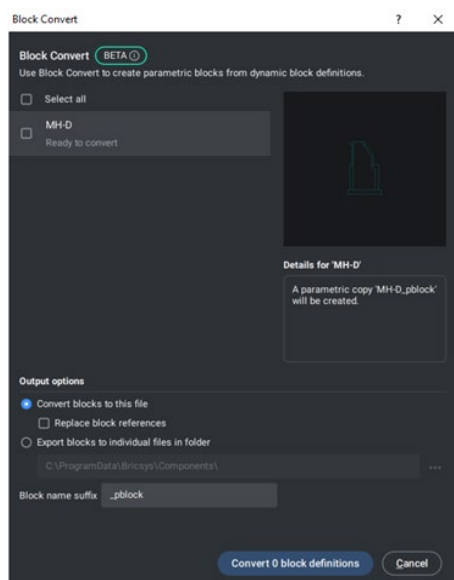 Block Convert
?
Block Convert BETA
Use Block Convert to create parametric blocks from dynamic block definitions.
Select all
MH-D
Ready to convert
Details for 'MH-D'
A parametric copy 'MH-D_pblock'
will be created.
Output options
Convert blocks to this file
Replace block references
Export blocks to individual files in folder
C:\ProgramData\Bricsys\Components\
...
Block name suffix _pblock
Convert 0 block definitions Cancel